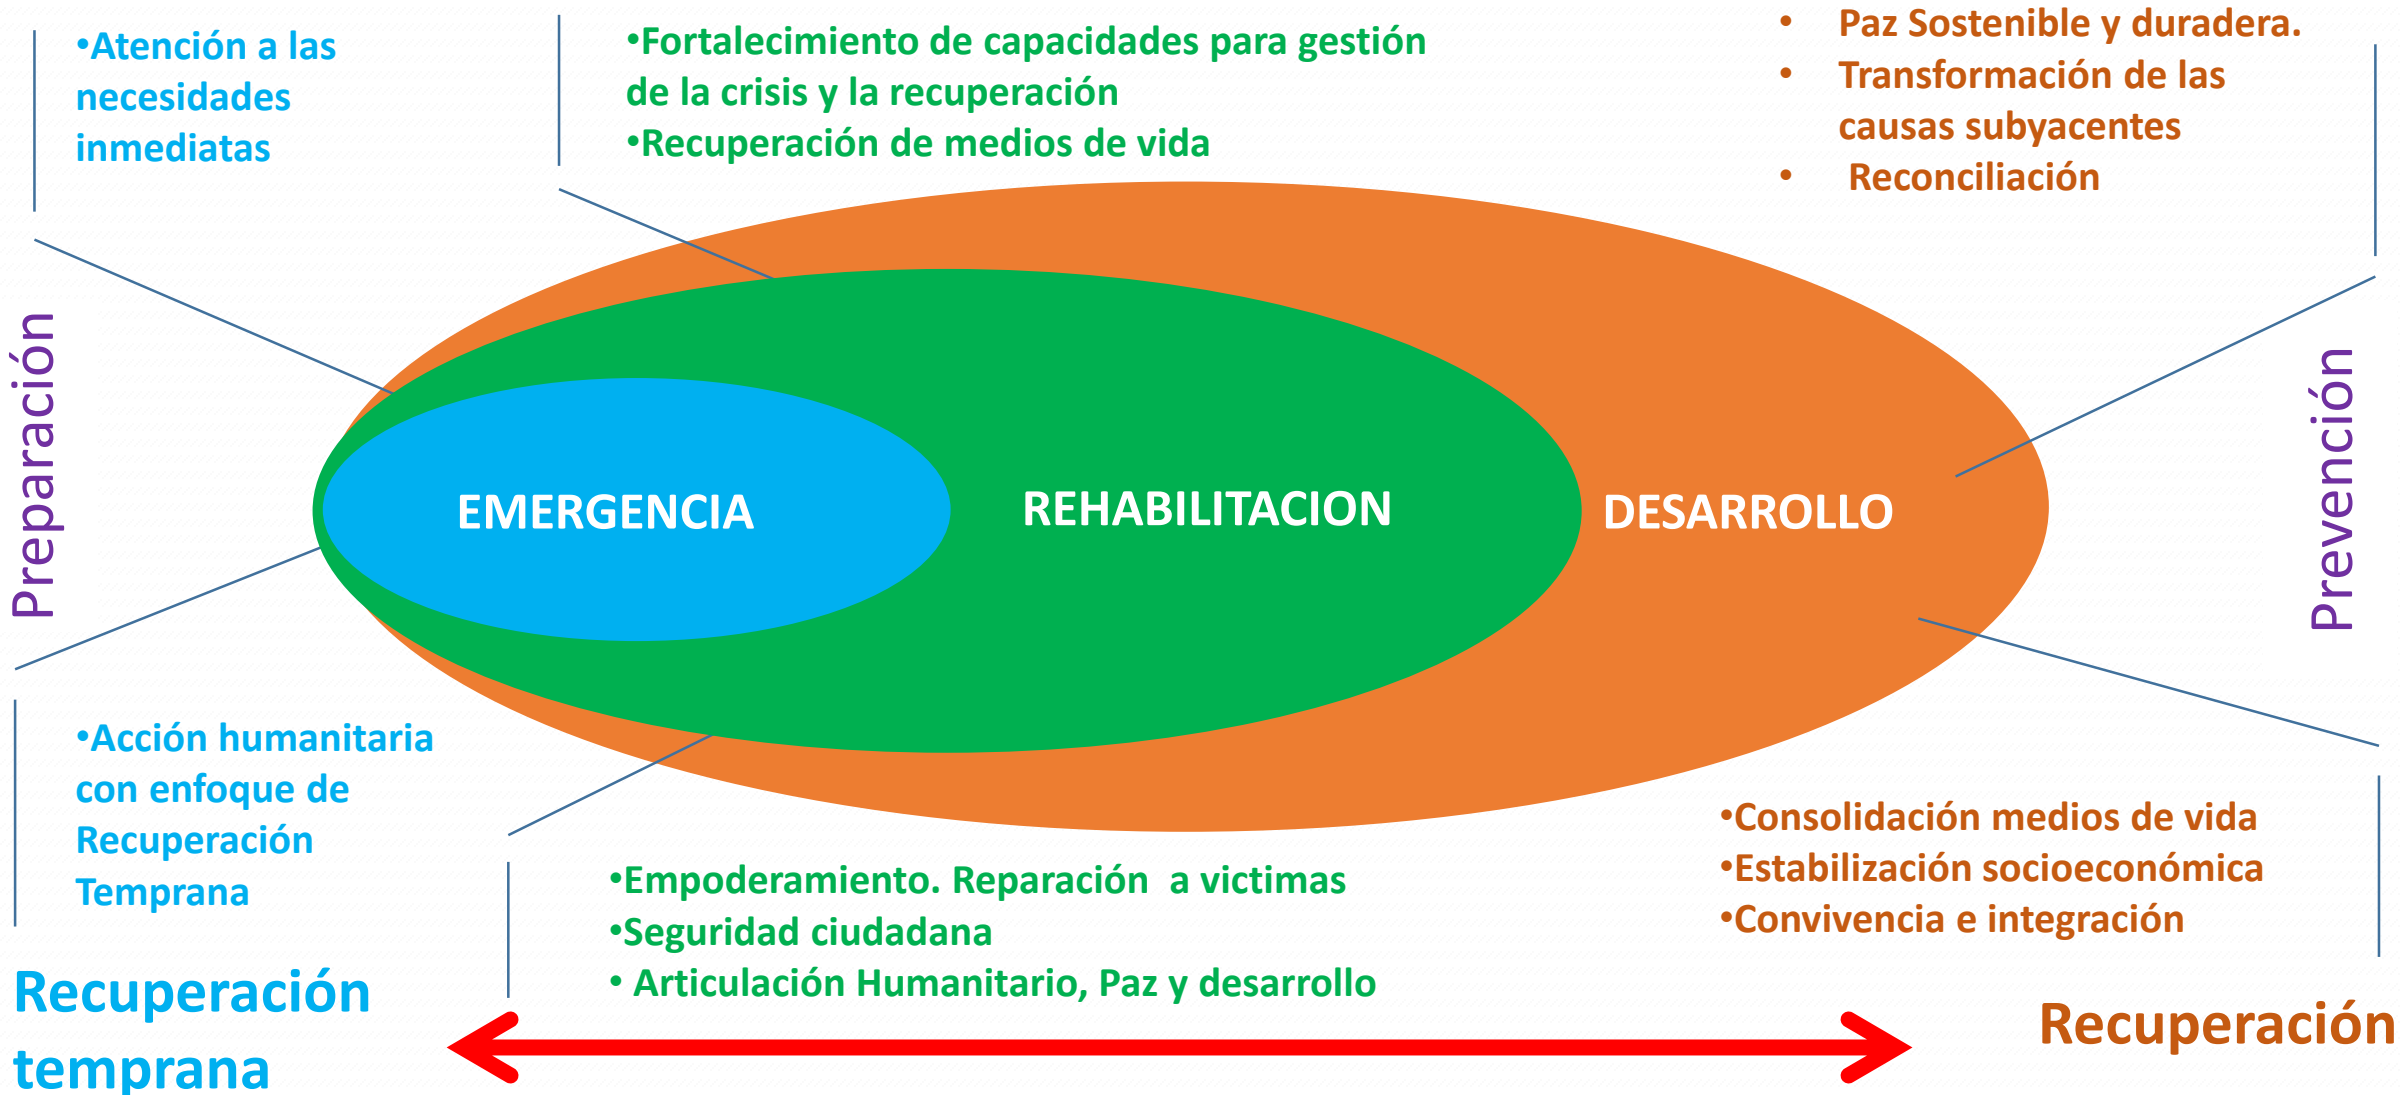 •Atención a las
necesidades
inmediatas
•Fortalecimiento de capacidades para gestión
de la crisis y la recuperación
•Recuperación de medios de vida
• Paz Sostenible y duradera.
• Transformación de las
causas subyacentes
• Reconciliación
Preparación
EMERGENCIA
REHABILITACION
DESARROLLO
Prevención
•Acción humanitaria
con enfoque de
Recuperación
Temprana
•Empoderamiento. Reparación  a victimas
•Seguridad ciudadana
• Articulación Humanitario, Paz y desarrollo
•Consolidación medios de vida
•Estabilización socioeconómica
•Convivencia e integración
Recuperación
temprana
Recuperación